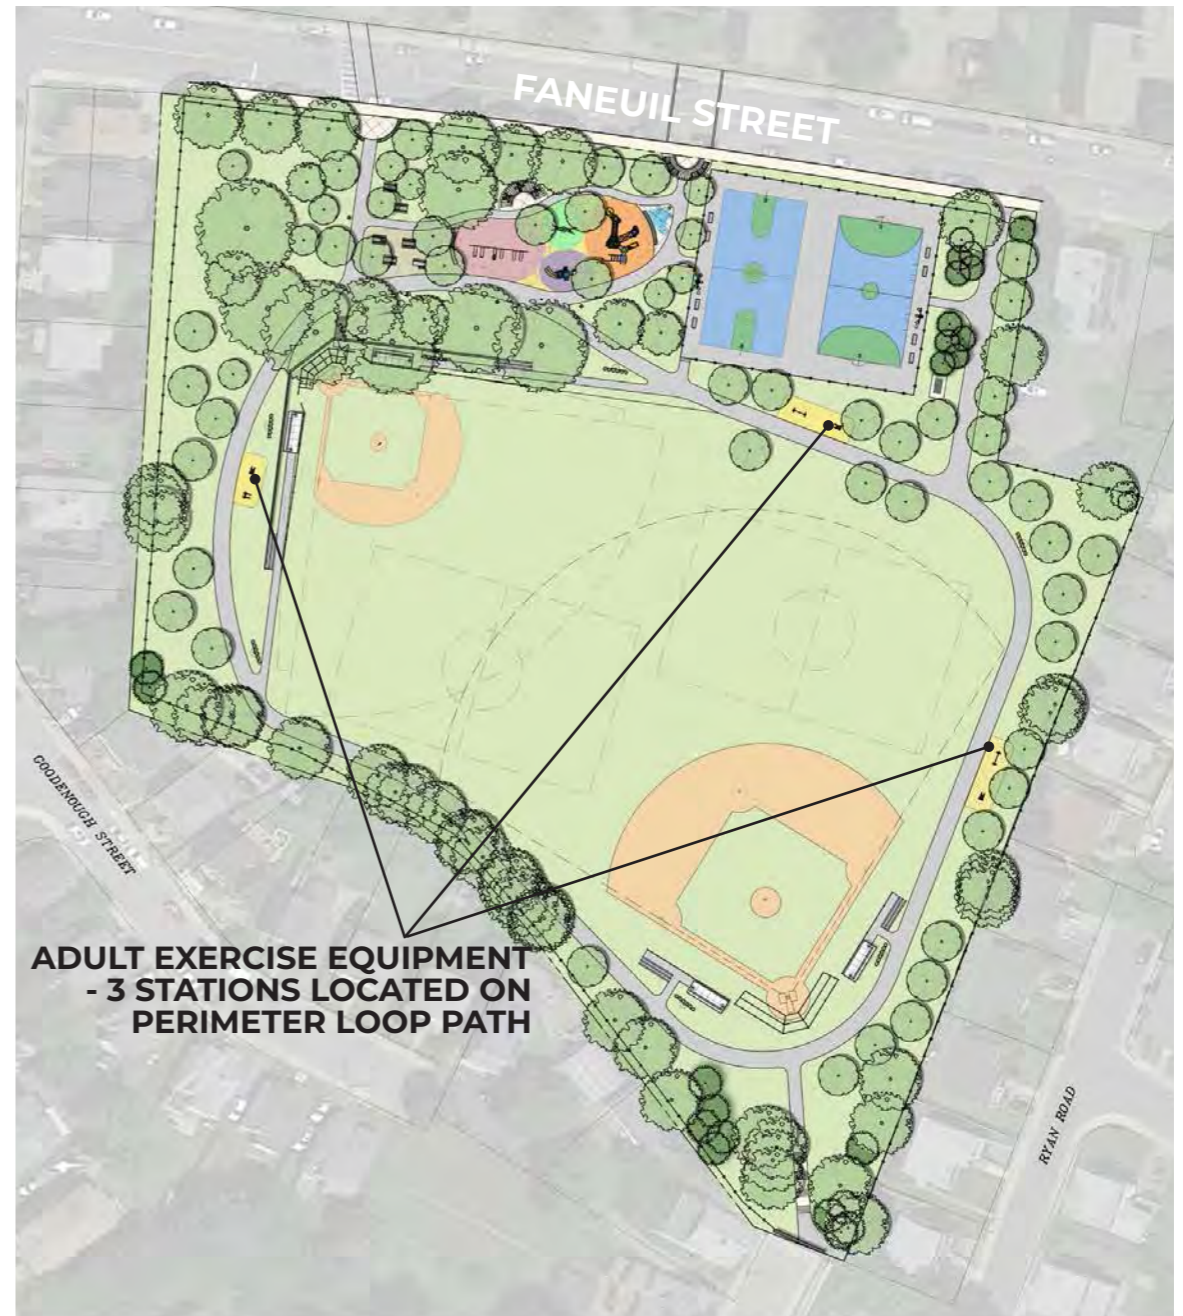 FANEUIL STREET
GOODENOUGH STREET
ADULT EXERCISE EQUIPMENT
- 3 STATIONS LOCATED ON
PERIMETER LOOP PATH
RYAN ROAD